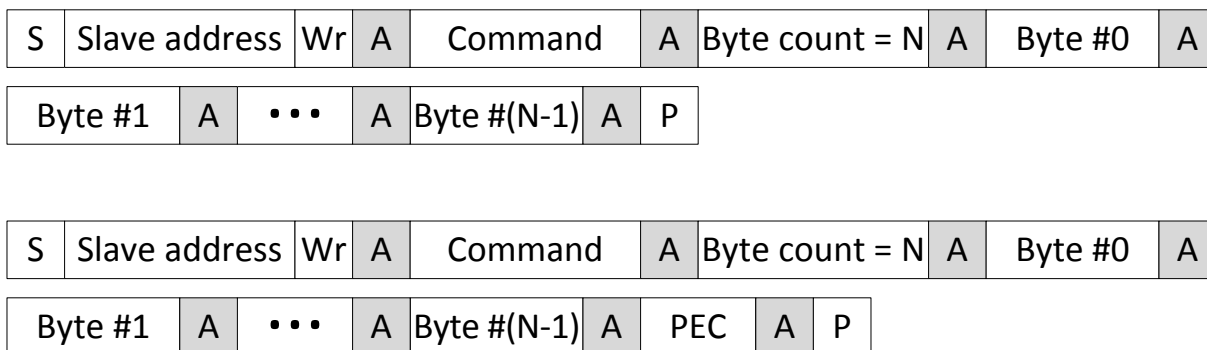 S Slave address Wr A Command A Byte count = N A Byte #0 A
Byte #1 A ••• A Byte #(N-1) A P
S Slave address Wr A Command A Byte count = N A Byte #0 A
Byte #1 A ••• A Byte #(N-1) A PEC A P